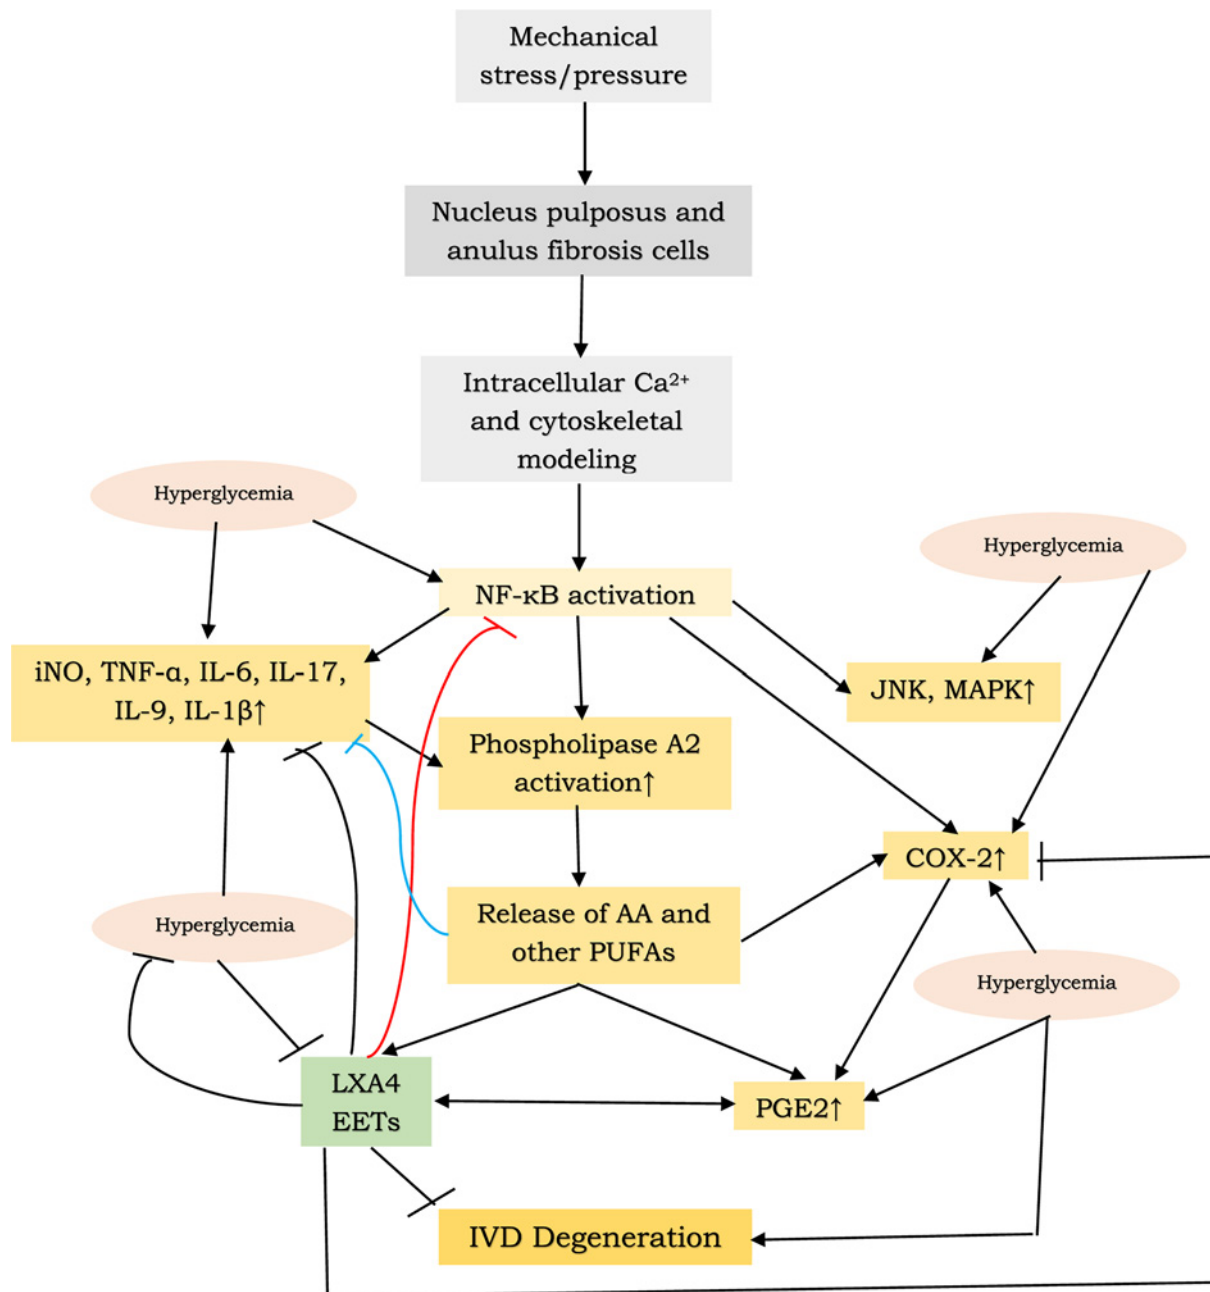 Mechanical
stress/pressure
Nucleus pulposus and
anulus fibrosis cells
Intracellular Ca²⁺
and cytoskeletal
modeling
Hyperglycemia
Hyperglycemia
NF-κB activation
iNO, TNF-α, IL-6, IL-17,
IL-9, IL-1β↑
JNK, MAPK↑
Phospholipase A2
activation↑
COX-2↑
Release of AA and
other PUFAs
Hyperglycemia
Hyperglycemia
LXA4
EETs
PGE2↑
IVD Degeneration